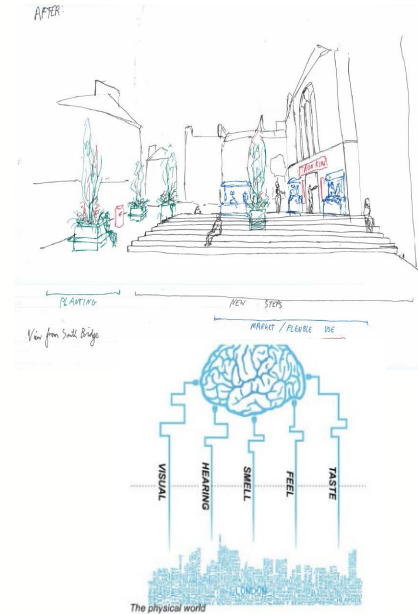 AFTER:
PLANTING
NEW STEPS
MARKET / FLEXIBLE USE
View from South Bridge
VISUAL
HEARING
SMELL
FEEL
TASTE
LONDON
The physical world